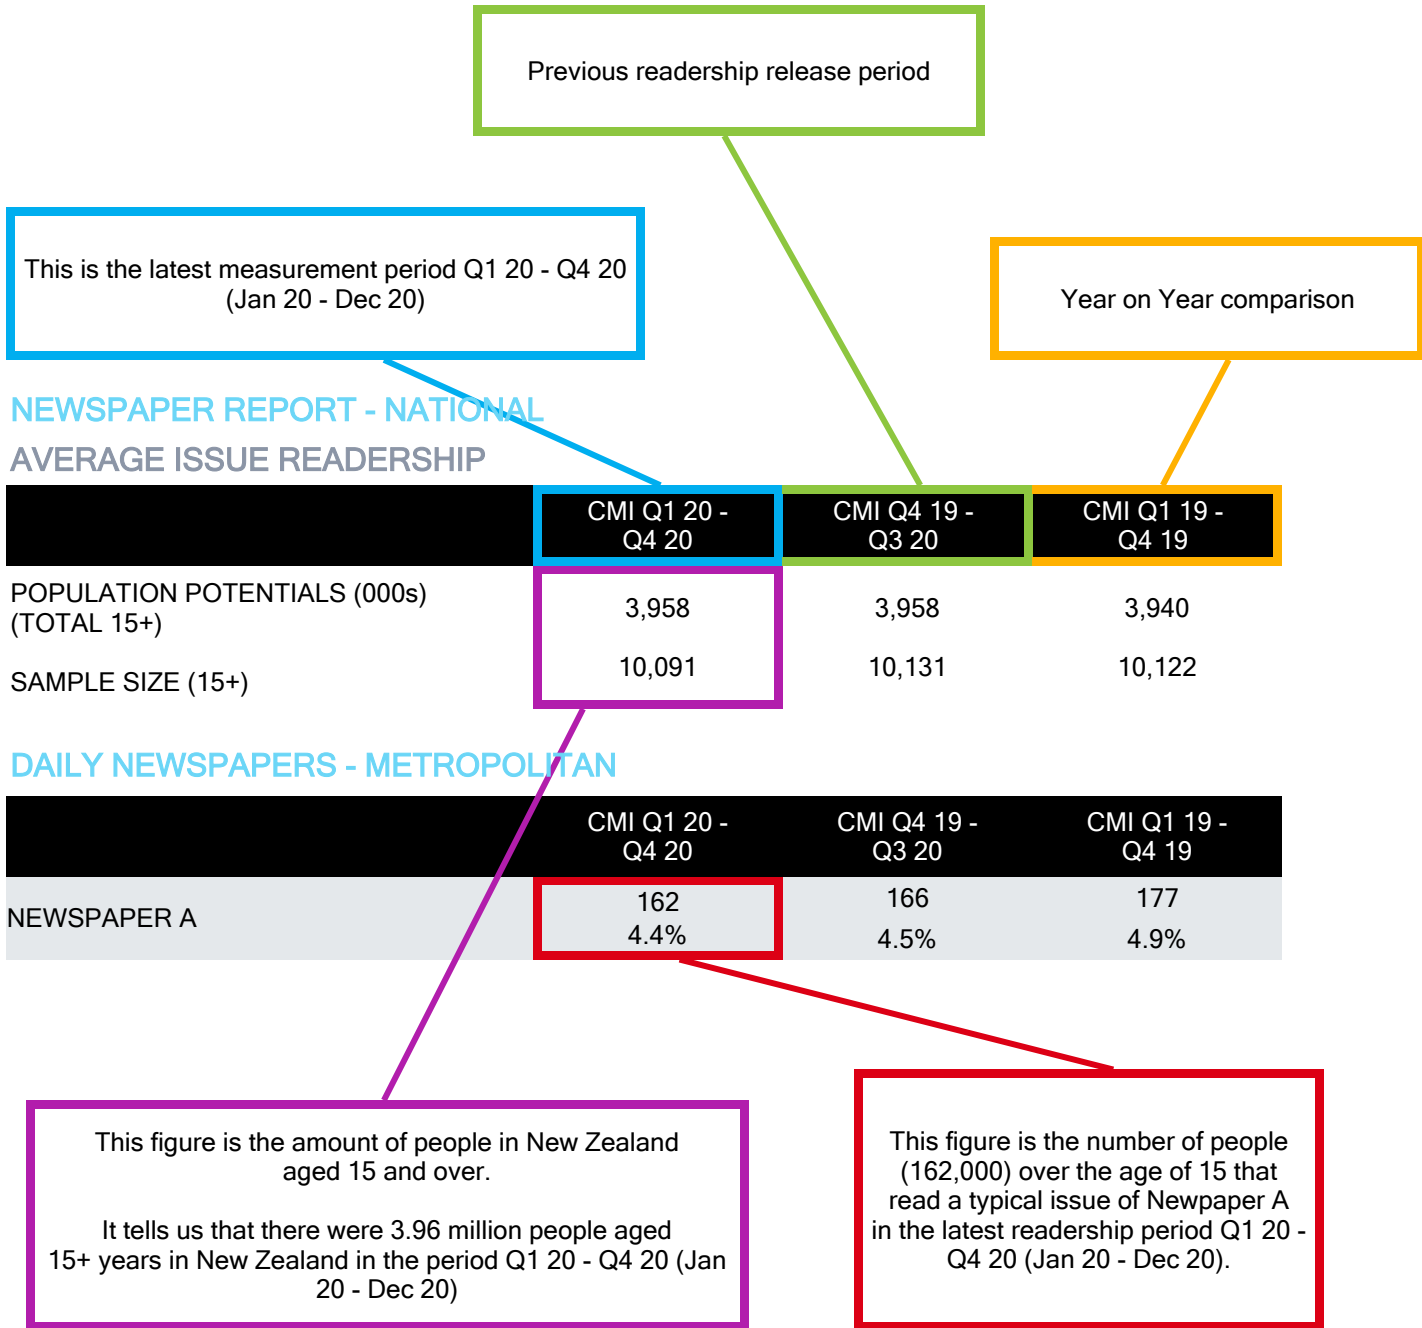 Previous readership release period
This is the latest measurement period Q1 20 - Q4 20
(Jan 20 - Dec 20)
Year on Year comparison
NEWSPAPER REPORT - NATIONAL
AVERAGE ISSUE READERSHIP
CMI Q1 20 -
Q4 20
CMI Q4 19 -
Q3 20
CMI Q1 19 -
Q4 19
POPULATION POTENTIALS (000s)
(TOTAL 15+)
3,958
3,958
3,940
SAMPLE SIZE (15+)
10,091
10,131
10,122
DAILY NEWSPAPERS - METROPOLITAN
CMI Q1 20 -
Q4 20
CMI Q4 19 -
Q3 20
CMI Q1 19 -
Q4 19
NEWSPAPER A
162
166
177
4.4%
4.5%
4.9%
This figure is the amount of people in New Zealand
aged 15 and over.
It tells us that there were 3.96 million people aged
15+ years in New Zealand in the period Q1 20 - Q4 20 (Jan
20 - Dec 20)
This figure is the number of people
(162,000) over the age of 15 that
read a typical issue of Newpaper A
in the latest readership period Q1 20 -
Q4 20 (Jan 20 - Dec 20).